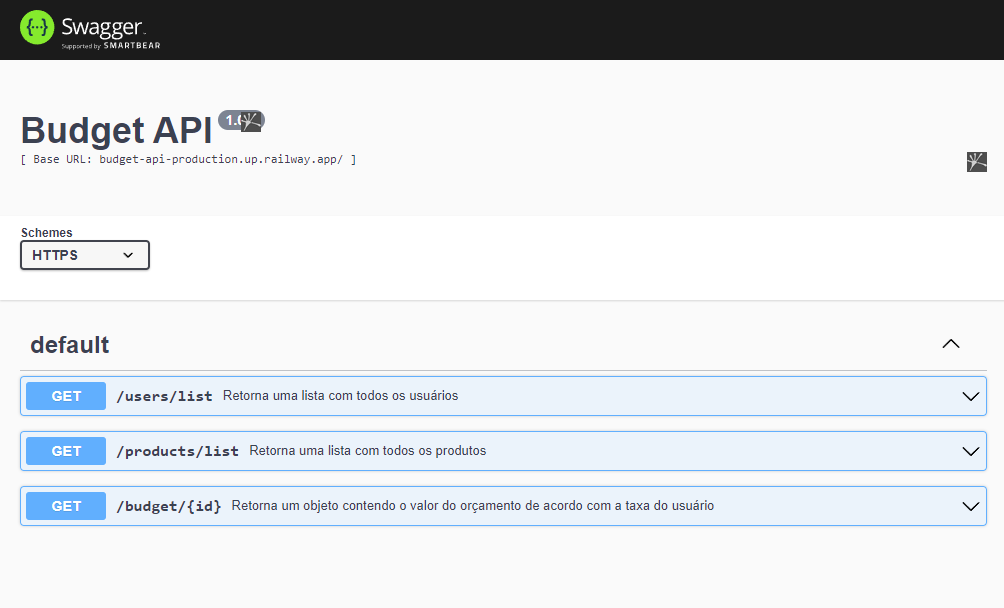 Swagger
Supported by SMARTBEAR
Budget API
[ Base URL: budget-api-production.up.railway.app/ ]
Schemes
HTTPS
default
GET /users/list Retorna uma lista com todos os usuários
GET /products/list Retorna uma lista com todos os produtos
GET /budget/{id} Retorna um objeto contendo o valor do orçamento de acordo com a taxa do usuário